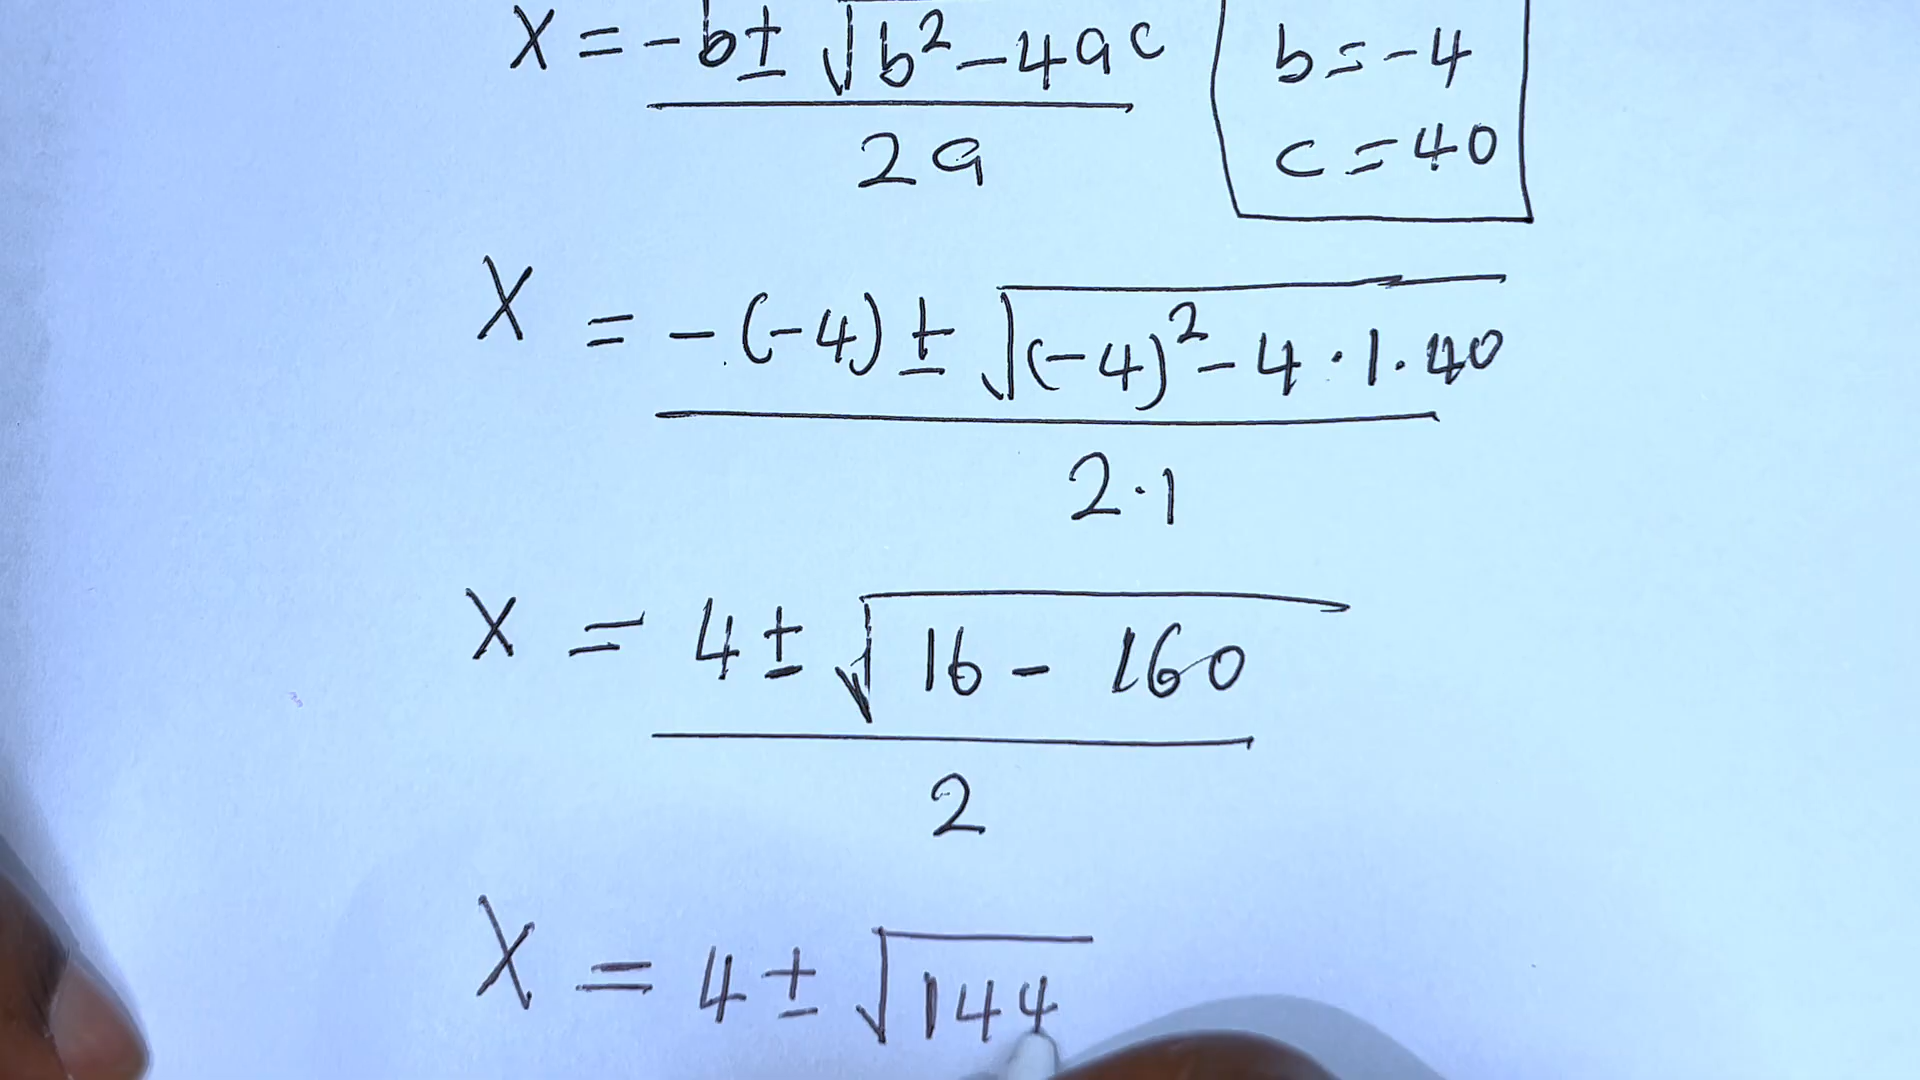 X = -b ± √b² - 4ac
2a
b = -4
c = 40
X = -(-4) ± √(-4)² - 4 · 1 · 40
2 · 1
X = 4 ± √16 - 160
2
X = 4 ± √144